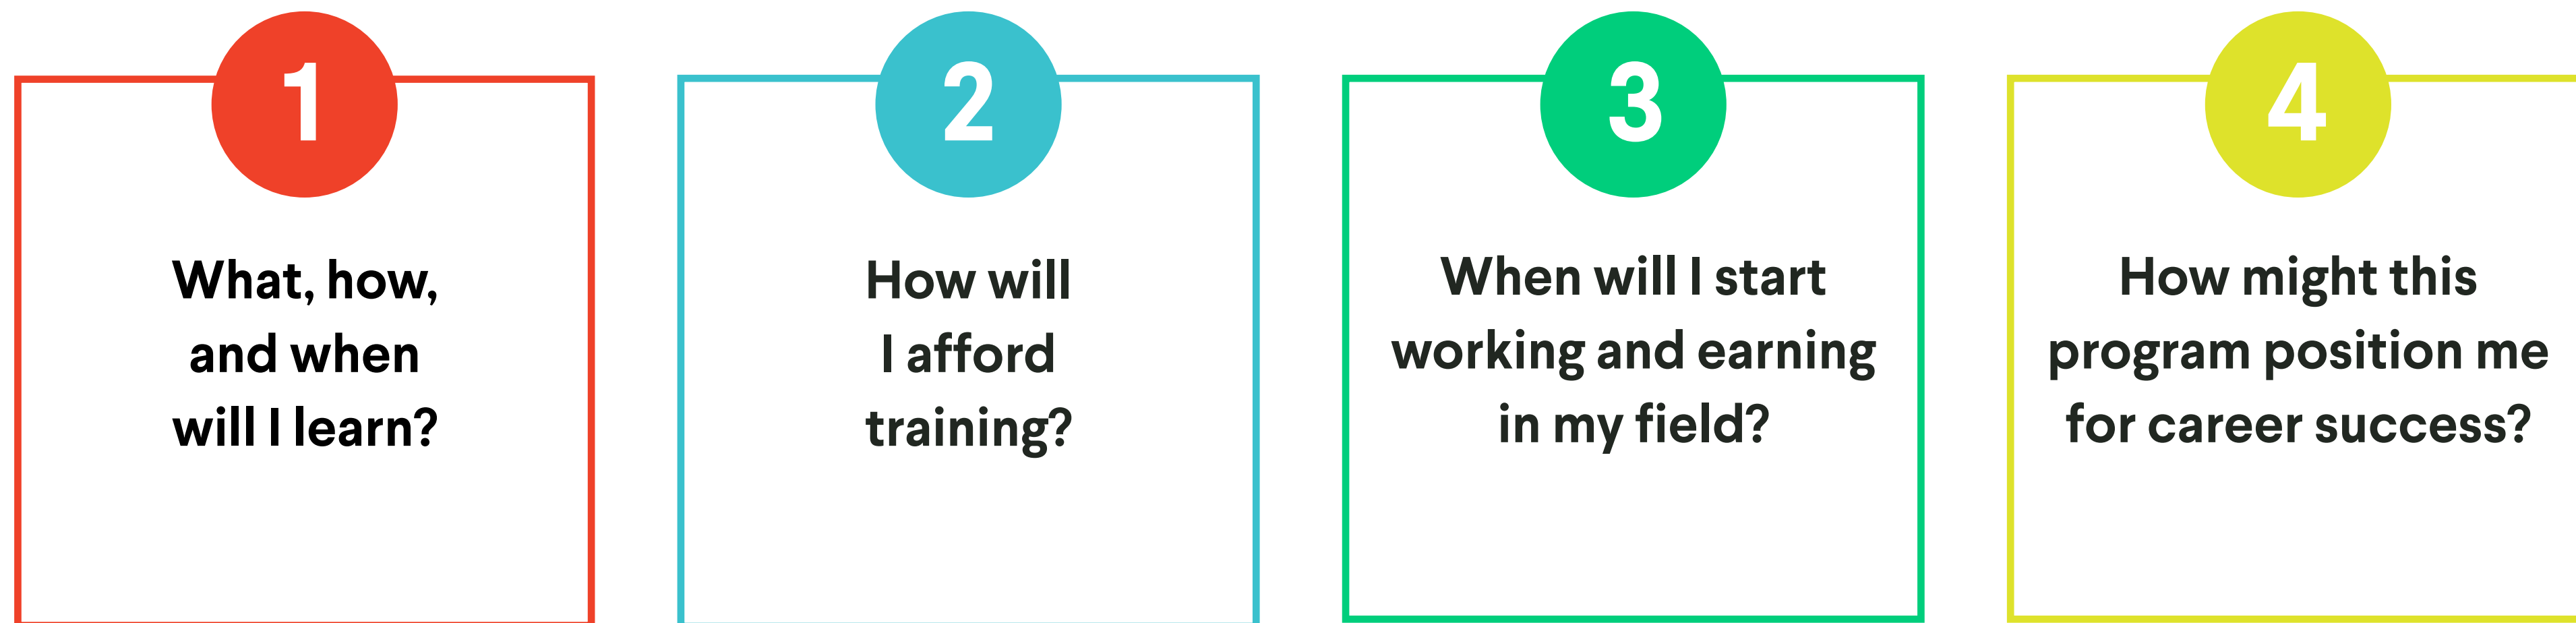 1
What, how,
and when
will I learn?
2
How will
I afford
training?
3
When will I start
working and earning
in my field?
4
How might this
program position me
for career success?